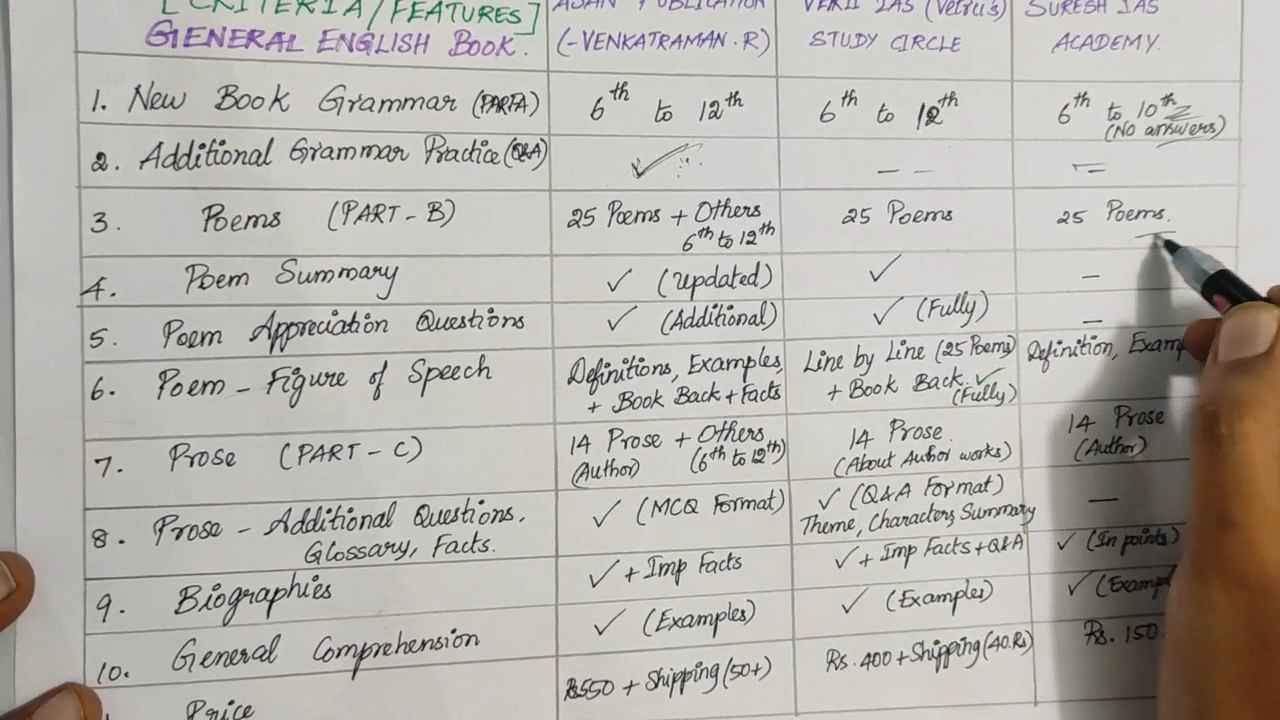 [CRITERIA/FEATURES]
GENERAL ENGLISH BOOK.
PUBLICATION
(-VENKATRAMAN.R)
IAS
STUDY CIRCLE
SURESH IAS
ACADEMY.
1. New Book Grammar (PART A)
6th to 12th
6th to 12th
6th to 10th
(No answers)
2. Additional Grammar Practice (Q&A)
✓
- -
=
3. Poems (PART-B)
25 Poems + Others
6th to 12th
25 Poems
25 Poems.
4. Poem Summary
✓ (Updated)
✓
-
5. Poem Appreciation Questions
✓ (Additional)
✓ (Fully)
-
6. Poem - Figure of Speech
Definitions, Examples,
+ Book Back + Facts
Line by Line (25 Poems)
+ Book Back. ✓
(Fully)
Definition,
7. Prose (PART-C)
14 Prose + Others
(Author) (6th to 12th)
14 Prose.
(About Author works)
14 Prose
(Author)
8. Prose - Additional Questions,
Glossary, Facts.
✓ (MCQ Format)
✓ (Q&A Format)
Theme, Characters, Summary
—
9. Biographies
✓ + Imp Facts
✓ + Imp Facts + Q&A
✓ (In points)
10. General Comprehension
✓ (Examples)
✓ (Examples)
✓
Price
Rs550 + Shipping (50+)
Rs. 400 + Shipping (40.Rs)
Rs. 150